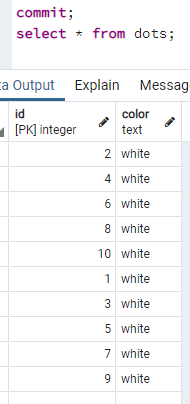 commit;
select * from dots;
ta Output Explain Messag
id color
[PK] integer text
2 white
4 white
6 white
8 white
10 white
1 white
3 white
5 white
7 white
9 white